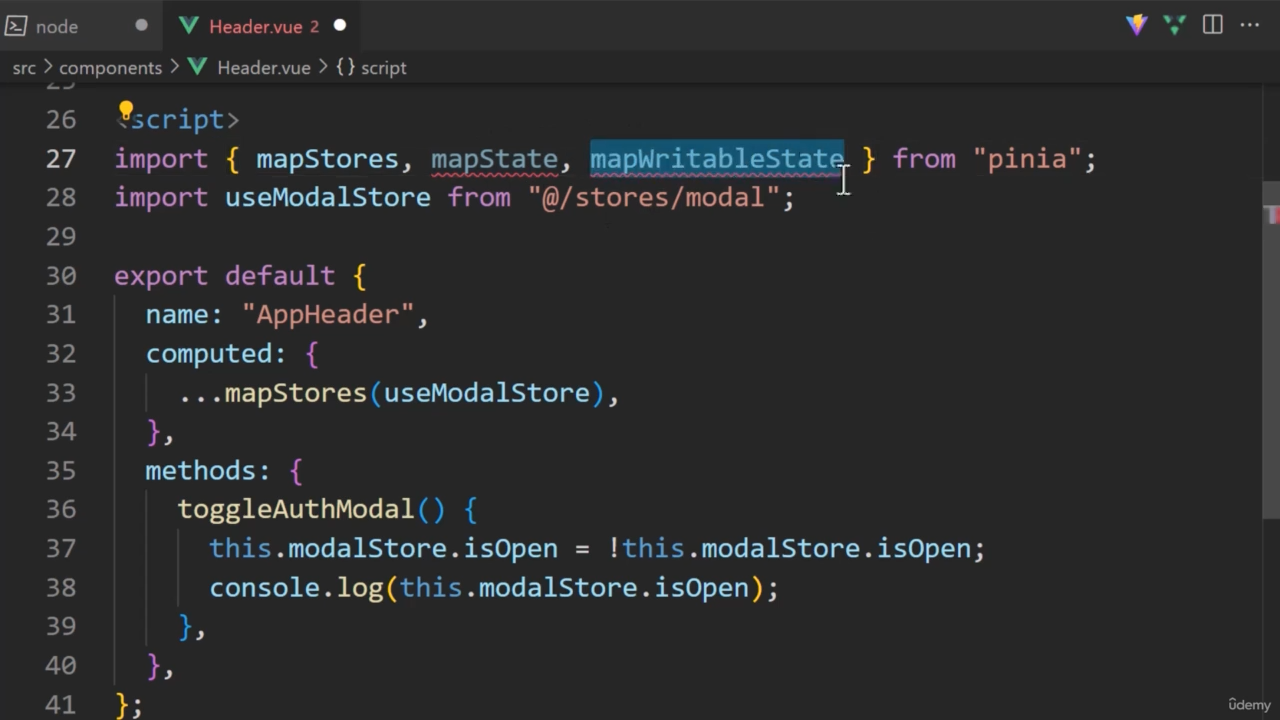 node
Header.vue 2
src > components > Header.vue > {} script
26 <script>
27 import { mapStores, mapState, mapWritableState } from "pinia";
28 import useModalStore from "@/stores/modal";
29
30 export default {
31 name: "AppHeader",
32 computed: {
33 ...mapStores(useModalStore),
34 },
35 methods: {
36 toggleAuthModal() {
37 this.modalStore.isOpen = !this.modalStore.isOpen;
38 console.log(this.modalStore.isOpen);
39 },
40 },
41 };
ûdemy